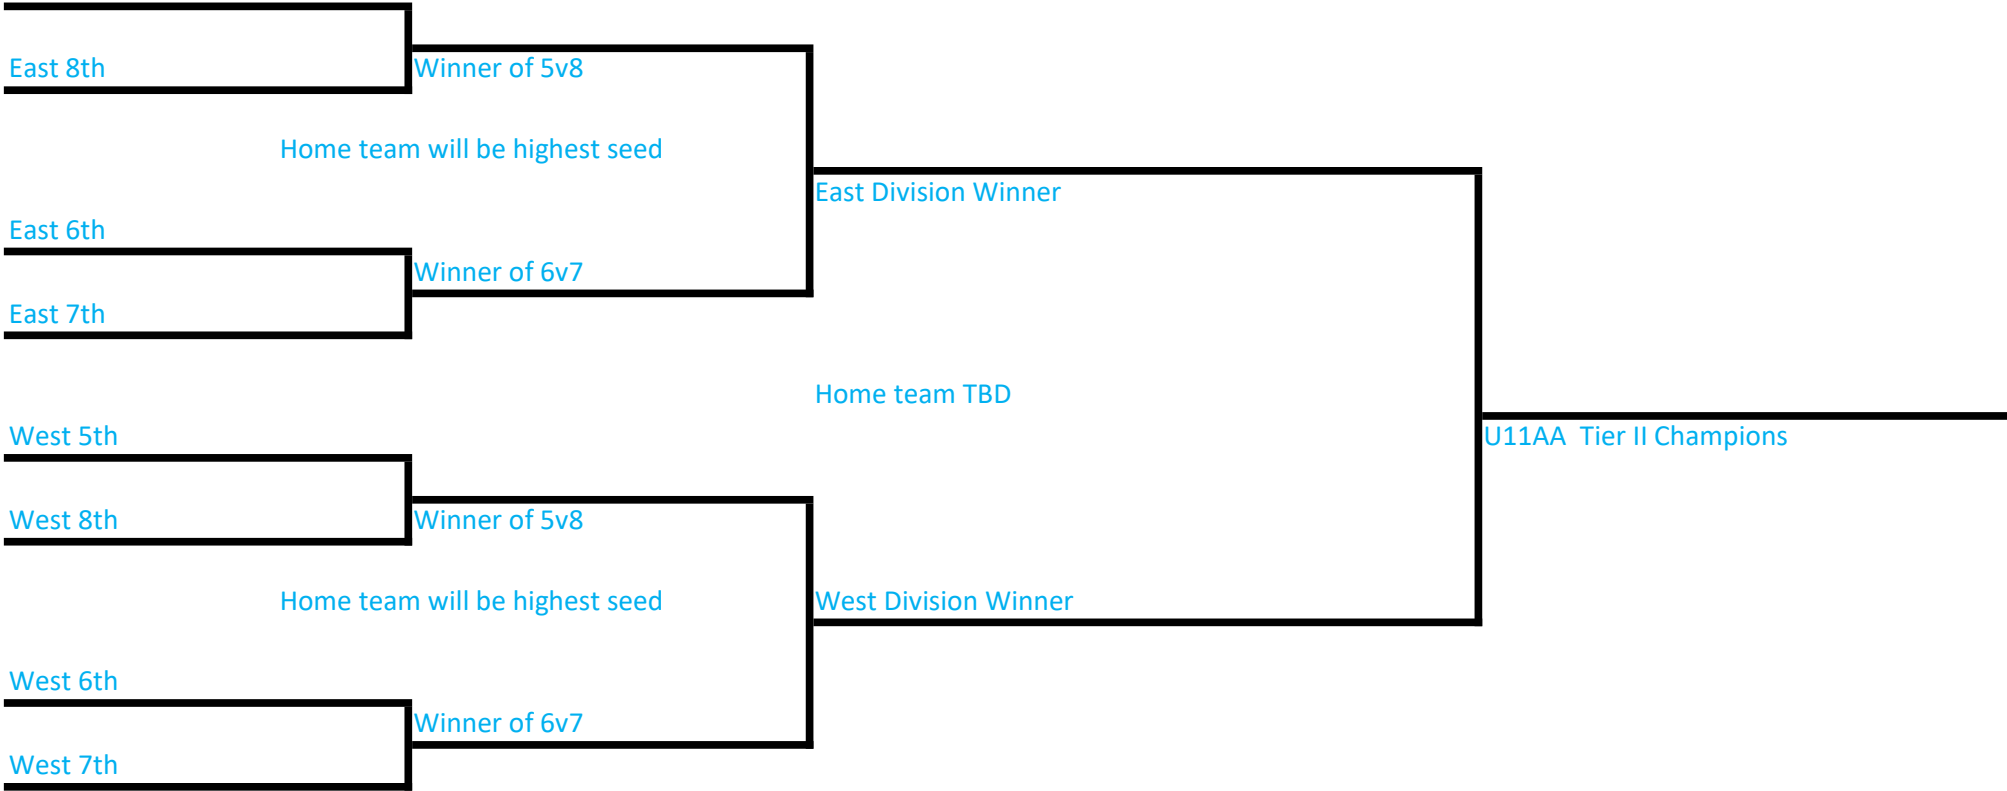 East 8th
Winner of 5v8
Home team will be highest seed
East Division Winner
East 6th
Winner of 6v7
East 7th
Home team TBD
West 5th
U11AA  Tier II Champions
West 8th
Winner of 5v8
Home team will be highest seed
West Division Winner
West 6th
Winner of 6v7
West 7th